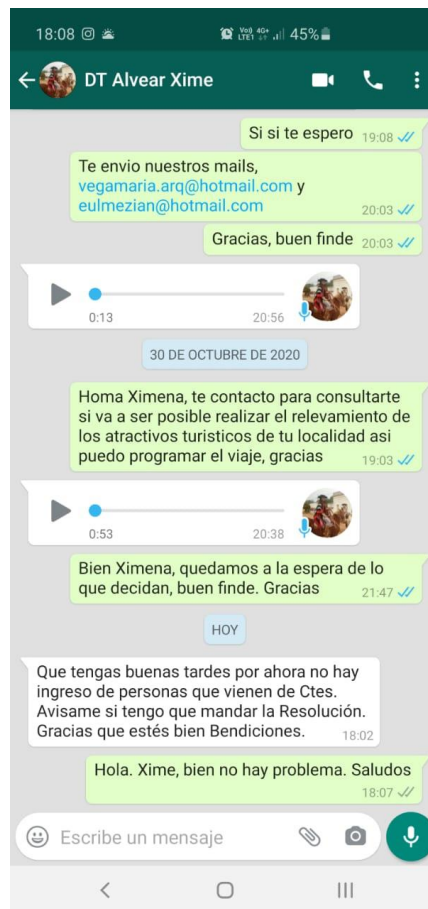 18:08
Vo)) 4G+ LTE1 45%
DT Alvear Xime
Si si te espero 19:08
Te envio nuestros mails,
vegamaria.arq@hotmail.com y
eulmezian@hotmail.com 20:03
Gracias, buen finde 20:03
0:13 20:56
30 DE OCTUBRE DE 2020
Homa Ximena, te contacto para consultarte
si va a ser posible realizar el relevamiento de
los atractivos turisticos de tu localidad asi
puedo programar el viaje, gracias 19:03
0:53 20:38
Bien Ximena, quedamos a la espera de lo
que decidan, buen finde. Gracias 21:47
HOY
Que tengas buenas tardes por ahora no hay
ingreso de personas que vienen de Ctes.
Avisame si tengo que mandar la Resolución.
Gracias que estés bien Bendiciones. 18:02
Hola. Xime, bien no hay problema. Saludos
18:07
Escribe un mensaje